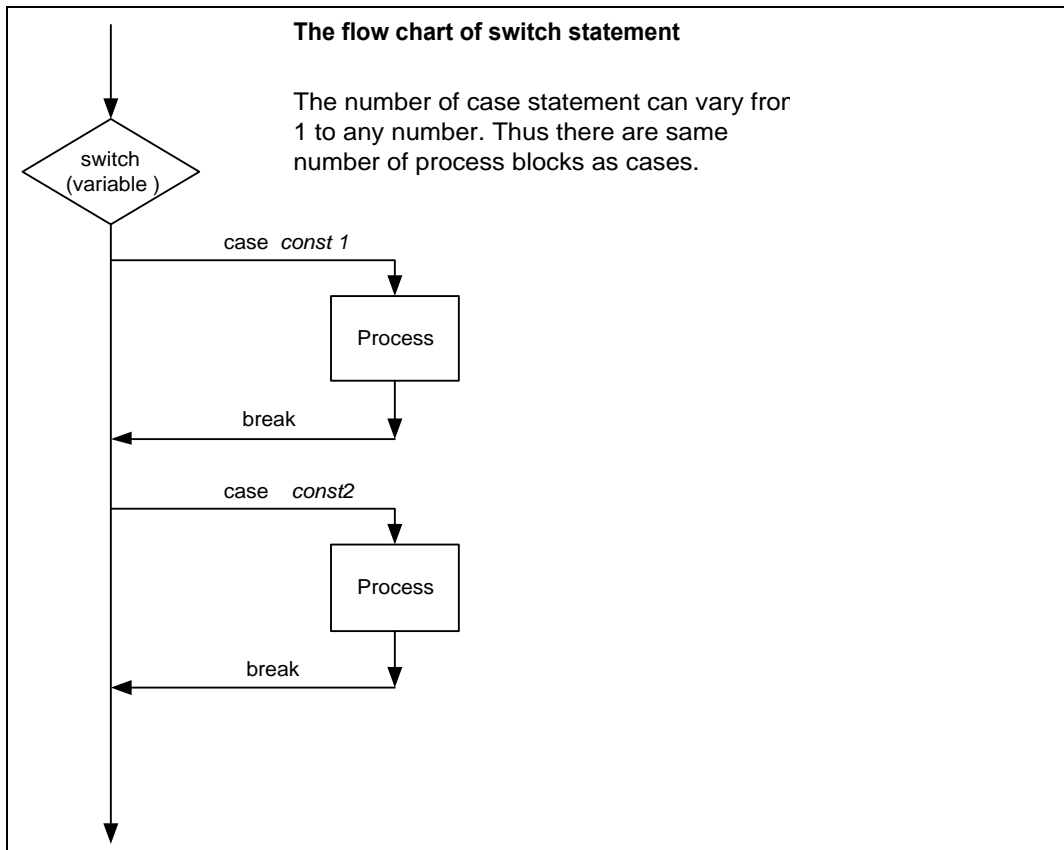 The flow chart of switch statement
The number of case statement can vary from
1 to any number. Thus there are same
number of process blocks as cases.
switch
(variable )
case const 1
Process
break
case const2
Process
break